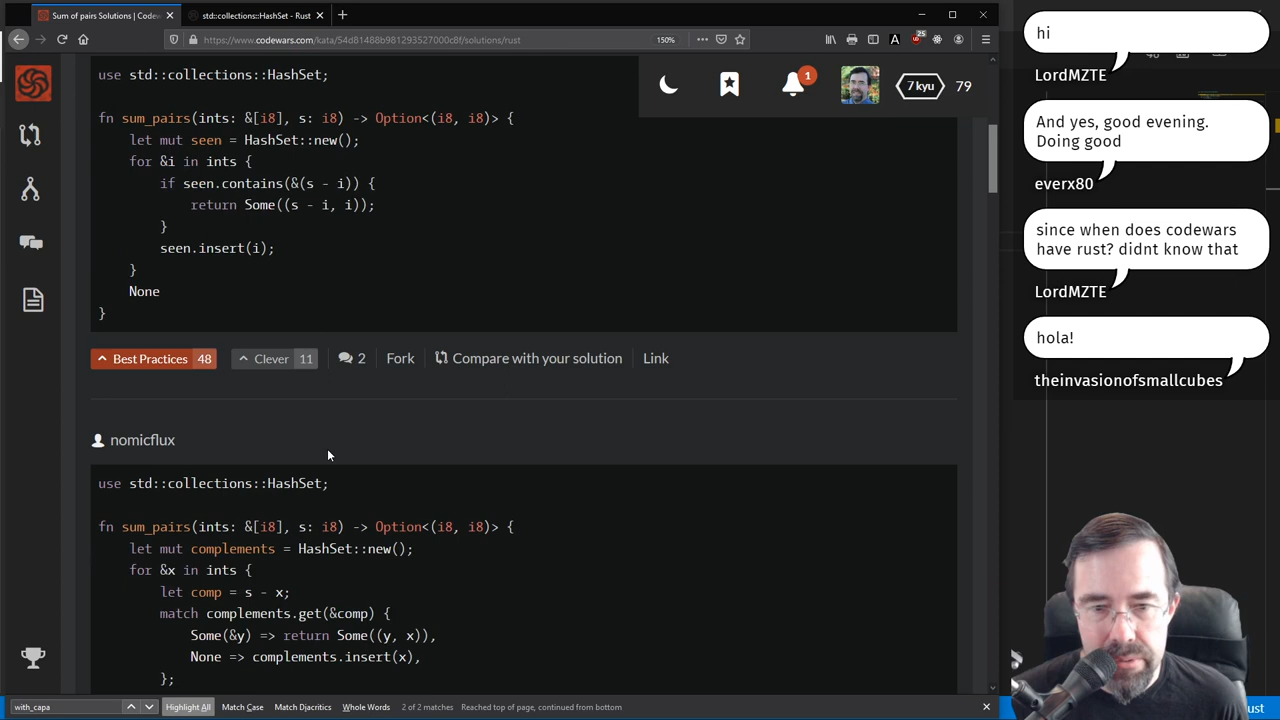 Sum of pairs Solutions | Codew
std::collections::HashSet - Rust
https://www.codewars.com/kata/54d81488b981293527000c8f/solutions/rust
150%
25
use std::collections::HashSet;
fn sum_pairs(ints: &[i8], s: i8) -> Option<(i8, i8)> {
let mut seen = HashSet::new();
for &i in ints {
if seen.contains(&(s - i)) {
return Some((s - i, i));
}
seen.insert(i);
}
None
}
1
7 kyu
79
Best Practices 48
Clever 11
2
Fork
Compare with your solution
Link
nomicflux
use std::collections::HashSet;
fn sum_pairs(ints: &[i8], s: i8) -> Option<(i8, i8)> {
let mut complements = HashSet::new();
for &x in ints {
let comp = s - x;
match complements.get(&comp) {
Some(&y) => return Some((y, x)),
None => complements.insert(x),
};
with_capa
Highlight All
Match Case
Match Diacritics
Whole Words
2 of 2 matches
Reached top of page, continued from bottom
hi
LordMZTE
And yes, good evening.
Doing good
everx80
since when does codewars
have rust? didnt know that
LordMZTE
hola!
theinvasionofsmallcubes
ust